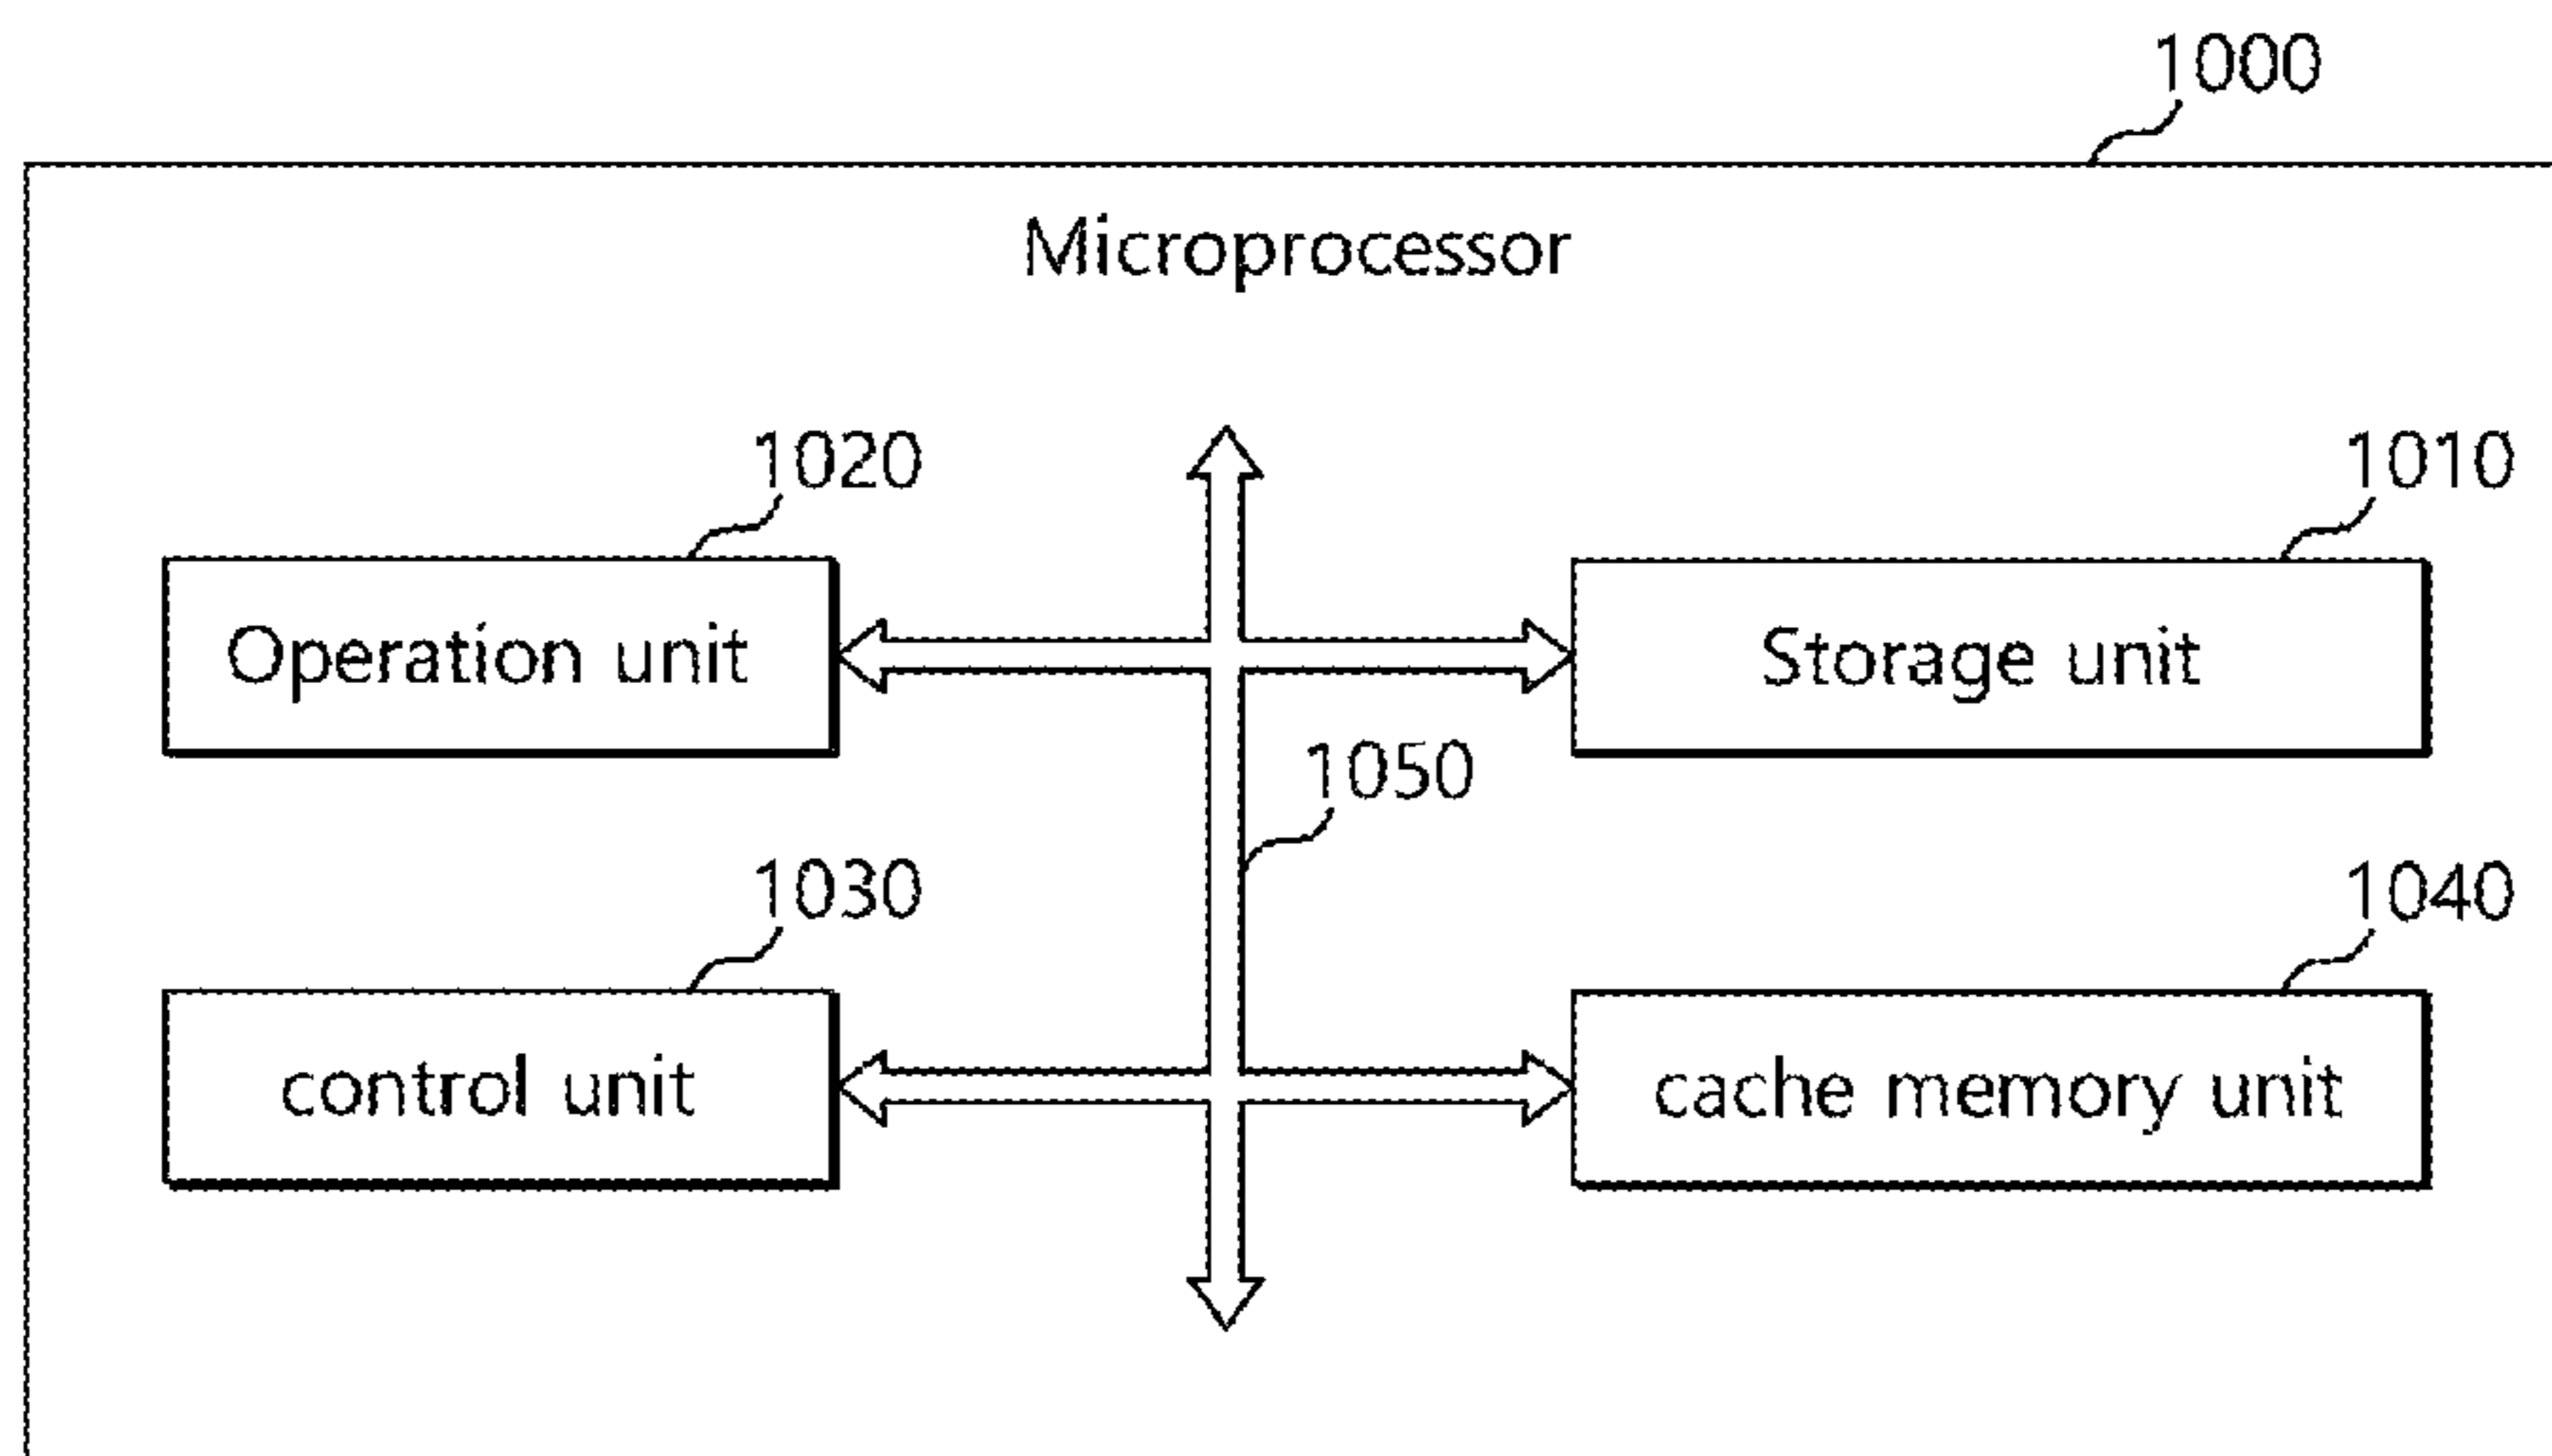 1000
Microprocessor
1020
1010
Operation unit
Storage unit
1050
1030
1040
control unit
cache memory unit